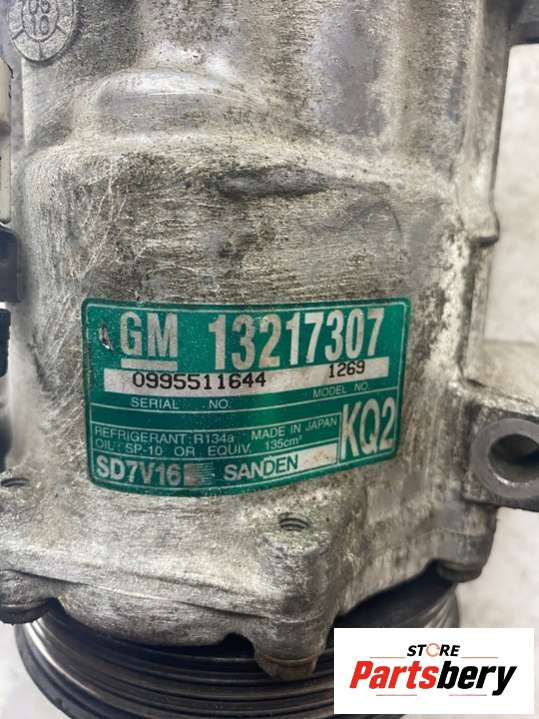 GM 13217307
0995511644 1269
SERIAL NO. MODEL NO.
REFRIGERANT: R134a MADE IN JAPAN
OIL: SP-10 OR EQUIV. 135cm³
KQ2
SD7V16 SANDEN
STORE
Partsbery